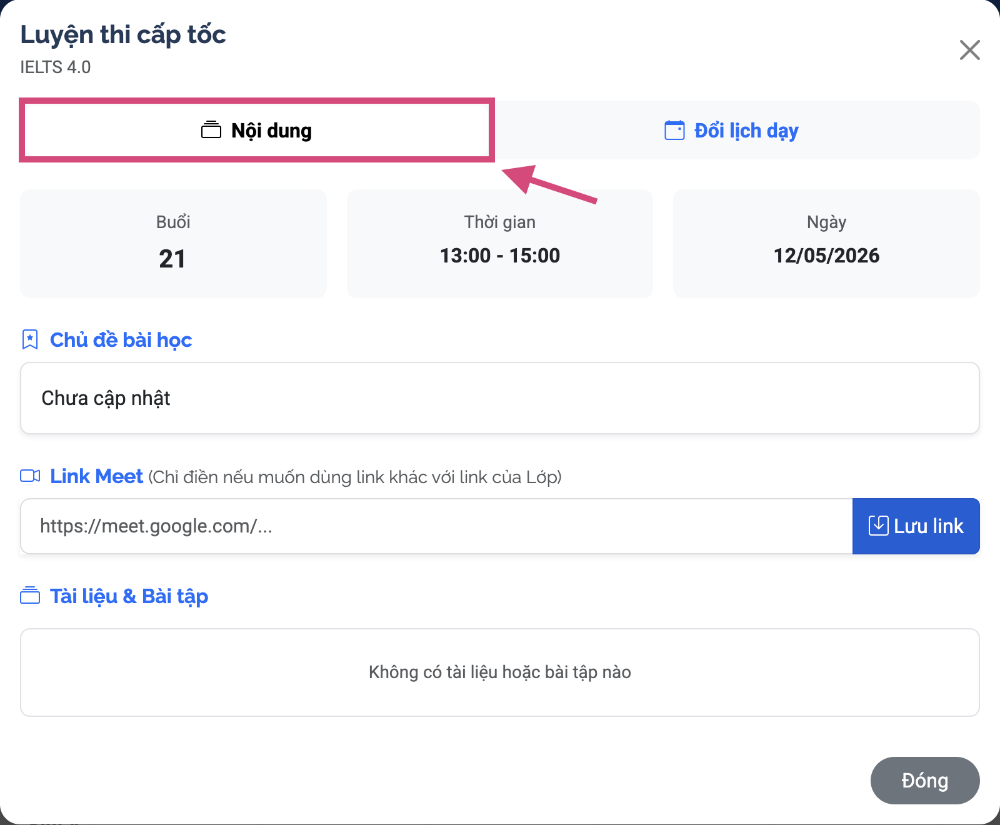 Luyện thi cấp tốc
IELTS 4.0
Nội dung
Đổi lịch dạy
Buổi
21
Thời gian
13:00 - 15:00
Ngày
12/05/2026
Chủ đề bài học
Chưa cập nhật
Link Meet (Chỉ điền nếu muốn dùng link khác với link của Lớp)
https://meet.google.com/...
Lưu link
Tài liệu & Bài tập
Không có tài liệu hoặc bài tập nào
Đóng